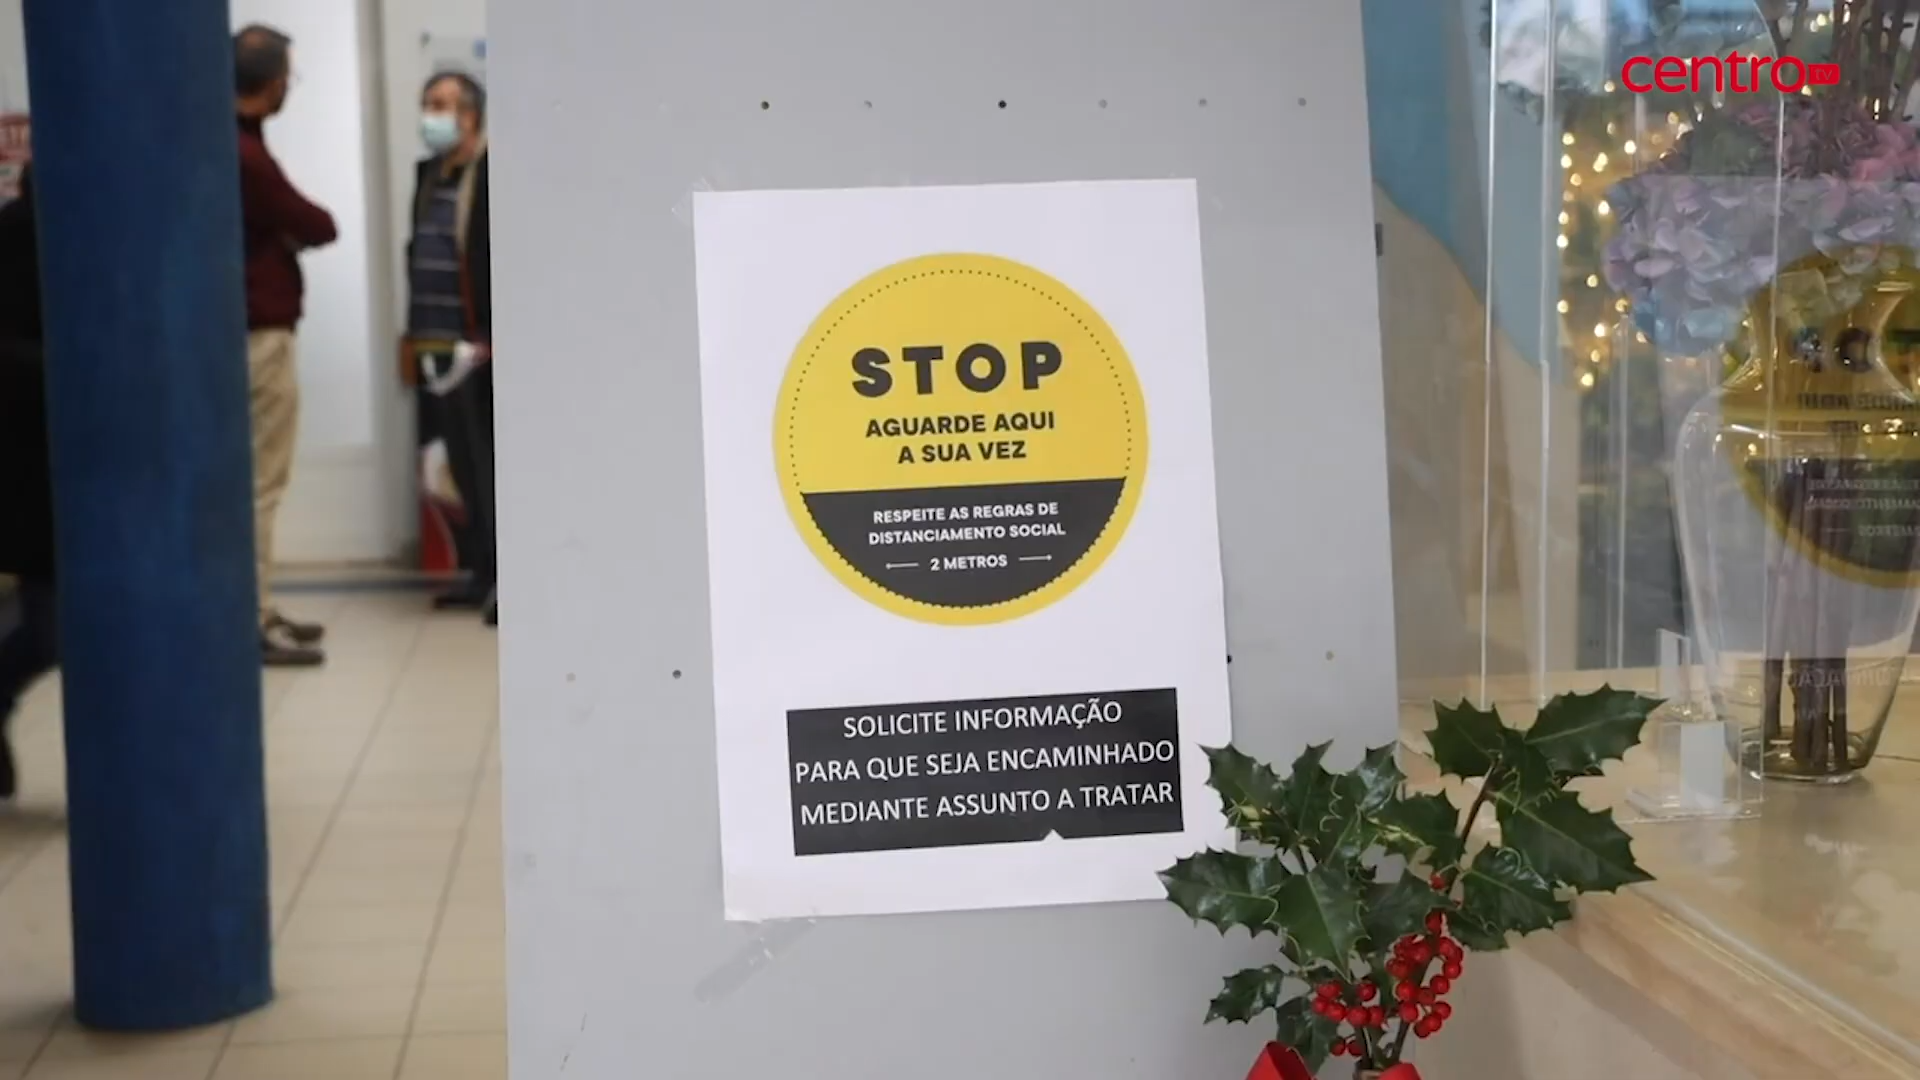 centro TV
STOP
AGUARDE AQUI
A SUA VEZ
RESPEITE AS REGRAS DE
DISTANCIAMENTO SOCIAL
2 METROS
SOLICITE INFORMAÇÃO
PARA QUE SEJA ENCAMINHADO
MEDIANTE ASSUNTO A TRATAR